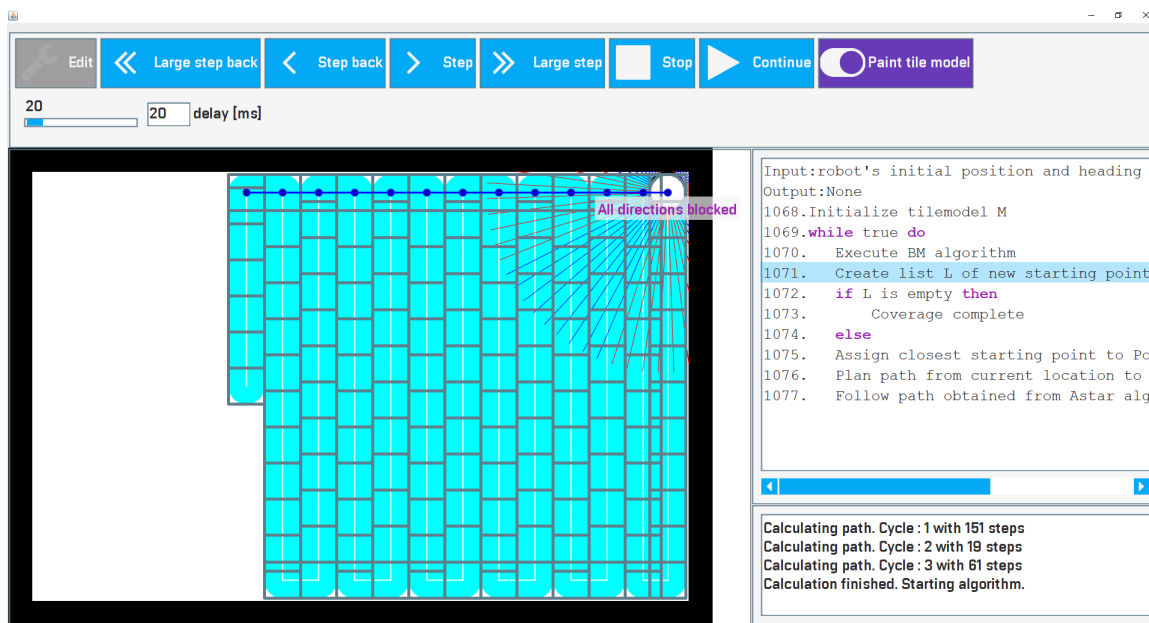 Edit
Large step back
Step back
Step
Large step
Stop
Continue
Paint tile model
20
20 delay [ms]
All directions blocked
Input:robot's initial position and heading
Output:None
1068.Initialize tilemodel M
1069.while true do
1070. Execute BM algorithm
1071. Create list L of new starting point
1072. if L is empty then
1073. Coverage complete
1074. else
1075. Assign closest starting point to Po
1076. Plan path from current location to
1077. Follow path obtained from Astar alg
Calculating path. Cycle : 1 with 151 steps
Calculating path. Cycle : 2 with 19 steps
Calculating path. Cycle : 3 with 61 steps
Calculation finished. Starting algorithm.